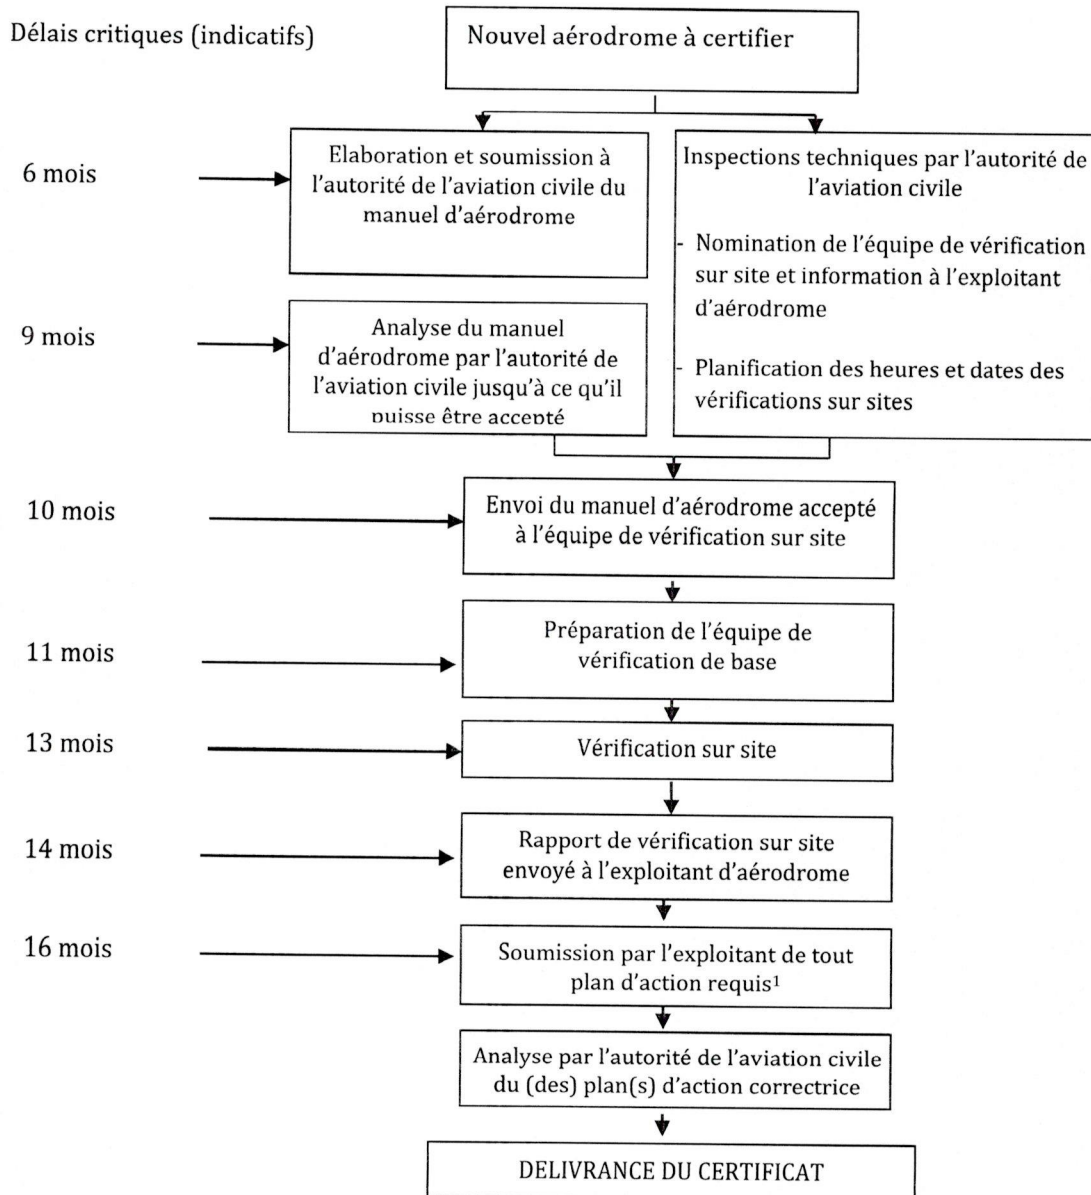 Délais critiques (indicatifs)
Nouvel aérodrome à certifier
6 mois
Elaboration et soumission à
l'autorité de l'aviation civile du
manuel d'aérodrome
Inspections techniques par l'autorité de
l'aviation civile
- Nomination de l'équipe de vérification
sur site et information à l'exploitant
d'aérodrome
- Planification des heures et dates des
vérifications sur sites
9 mois
Analyse du manuel
d'aérodrome par l'autorité de
l'aviation civile jusqu'à ce qu'il
puisse être accepté
10 mois
Envoi du manuel d'aérodrome accepté
à l'équipe de vérification sur site
11 mois
Préparation de l'équipe de
vérification de base
13 mois
Vérification sur site
14 mois
Rapport de vérification sur site
envoyé à l'exploitant d'aérodrome
16 mois
Soumission par l'exploitant de tout
plan d'action requis¹
Analyse par l'autorité de l'aviation civile
du (des) plan(s) d'action correctrice
DELIVRANCE DU CERTIFICAT